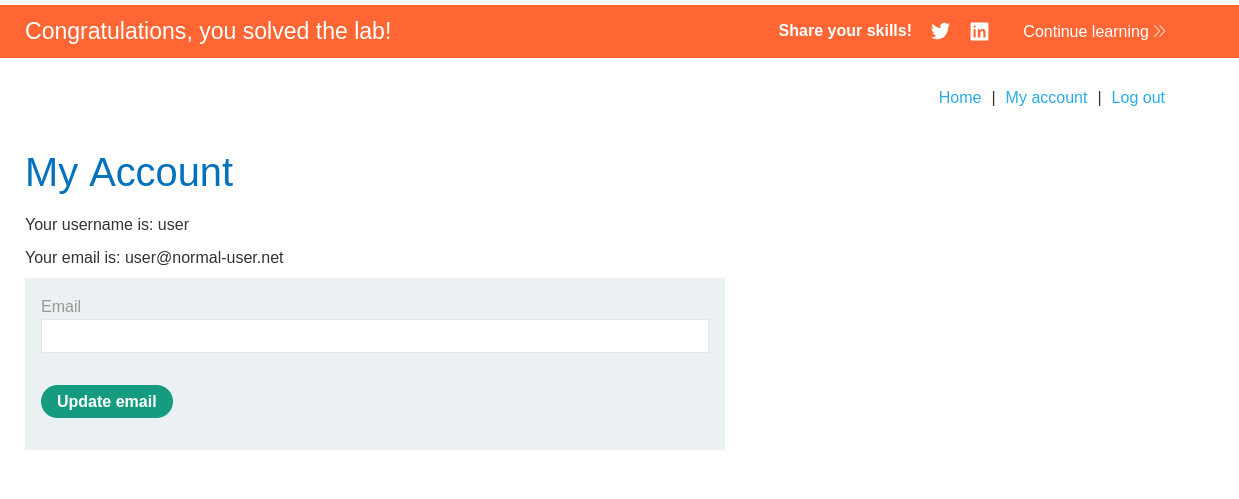 Congratulations, you solved the lab!
Share your skills!
Continue learning
Home | My account | Log out
My Account
Your username is: user
Your email is: user@normal-user.net
Email
Update email